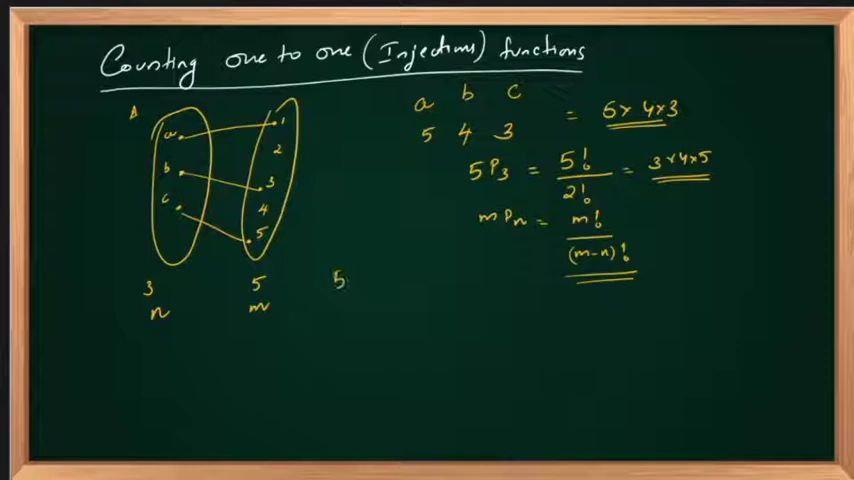 Counting one to one (Injections) functions
A
a
b
c
1
2
3
4
5
3 5
n m
5
a b c
5 4 3 = 5×4×3
5P₃ = 5!/2! = 3×4×5
mPₙ = m!/(m-n)!